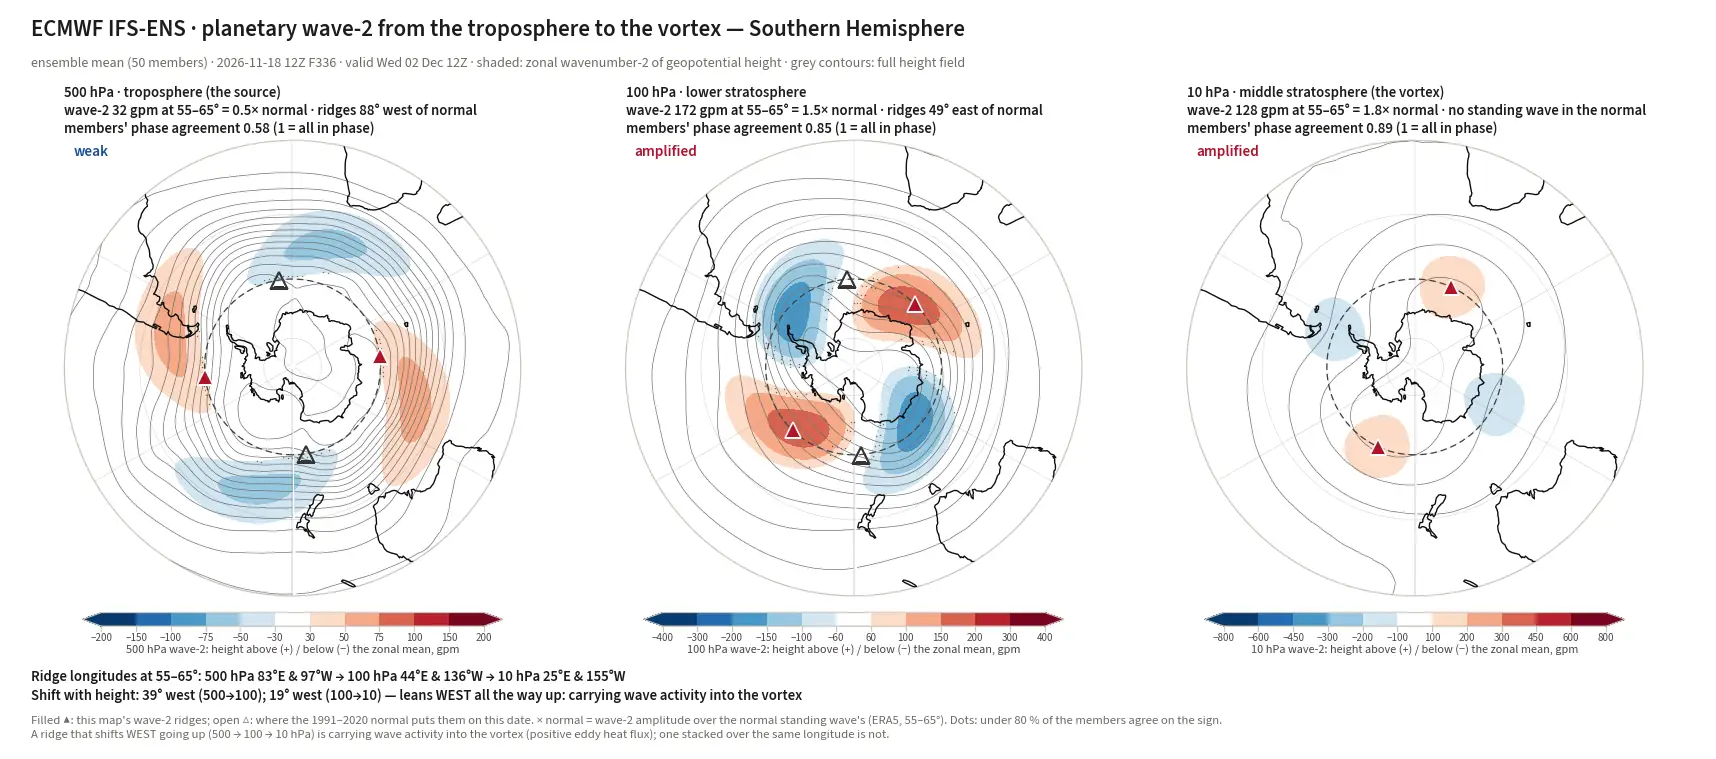 ECMWF IFS-ENS · planetary wave-2 from the troposphere to the vortex — Southern Hemisphere
ensemble mean (50 members) · 2026-11-18 12Z F336 · valid Wed 02 Dec 12Z · shaded: zonal wavenumber-2 of geopotential height · grey contours: full height field
500 hPa · troposphere (the source)
wave-2 32 gpm at 55–65° = 0.5× normal · ridges 88° west of normal
members' phase agreement 0.58 (1 = all in phase)
weak
100 hPa · lower stratosphere
wave-2 172 gpm at 55–65° = 1.5× normal · ridges 49° east of normal
members' phase agreement 0.85 (1 = all in phase)
amplified
10 hPa · middle stratosphere (the vortex)
wave-2 128 gpm at 55–65° = 1.8× normal · no standing wave in the normal
members' phase agreement 0.89 (1 = all in phase)
amplified
−200 −150 −100 −75 −50 −30 30 50 75 100 150 200
500 hPa wave-2: height above (+) / below (−) the zonal mean, gpm
−400 −300 −200 −150 −100 −60 60 100 150 200 300 400
100 hPa wave-2: height above (+) / below (−) the zonal mean, gpm
−800 −600 −450 −300 −200 −100 100 200 300 450 600 800
10 hPa wave-2: height above (+) / below (−) the zonal mean, gpm
Ridge longitudes at 55–65°: 500 hPa 83°E & 97°W → 100 hPa 44°E & 136°W → 10 hPa 25°E & 155°W
Shift with height: 39° west (500→100); 19° west (100→10) — leans WEST all the way up: carrying wave activity into the vortex
Filled ▲: this map's wave-2 ridges; open △: where the 1991–2020 normal puts them on this date. × normal = wave-2 amplitude over the normal standing wave's (ERA5, 55–65°). Dots: under 80 % of the members agree on the sign.
A ridge that shifts WEST going up (500 → 100 → 10 hPa) is carrying wave activity into the vortex (positive eddy heat flux); one stacked over the same longitude is not.